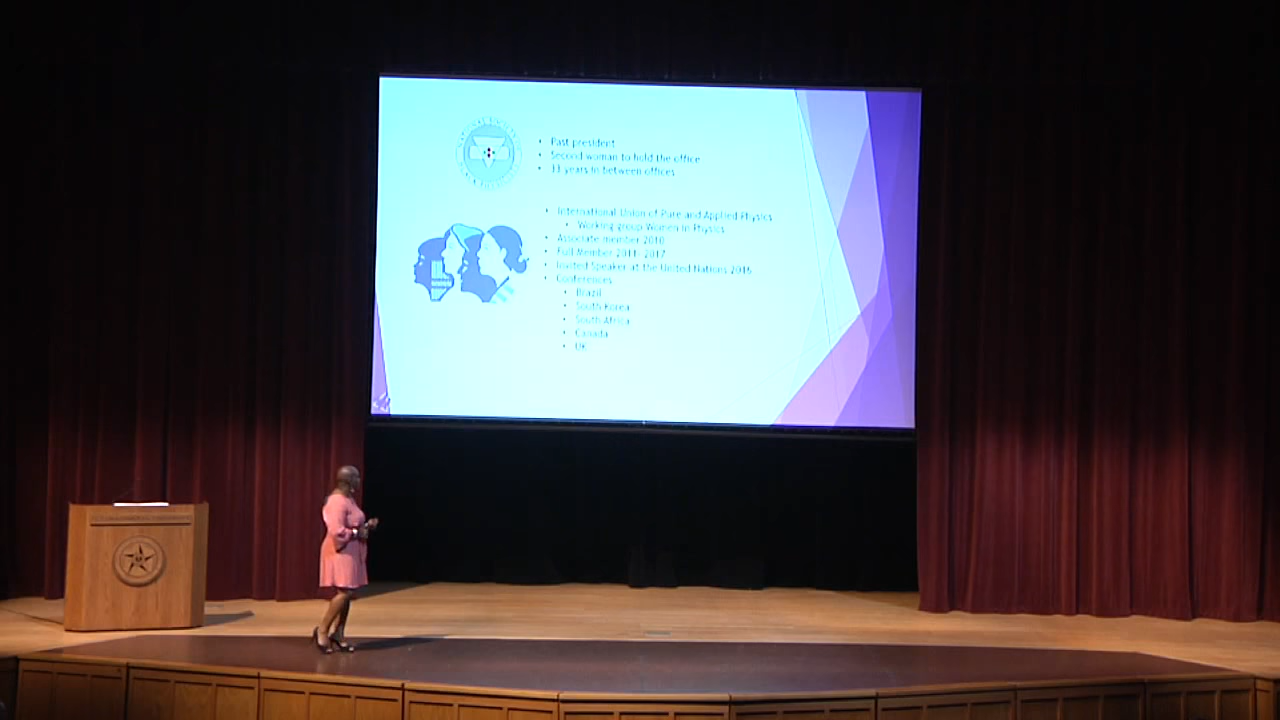 Past president
Second woman to hold the office
33 years in between offices
International Union of Pure and Applied Physics
Working group Women in Physics
Associate member 2010
Full Member 2011- 2017
Invited Speaker at the United Nations 2016
Conferences
Brazil
South Korea
South Africa
Canada
UK